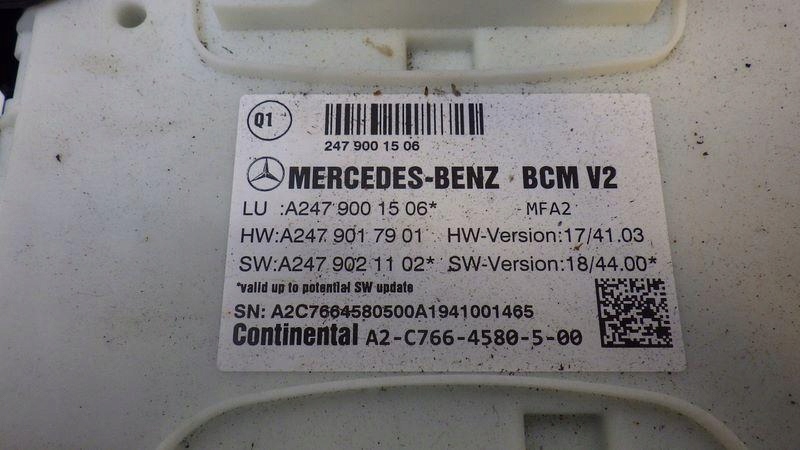 Q1
247 900 15 06
MERCEDES-BENZ BCM V2
LU :A247 900 15 06* MFA2
HW:A247 901 79 01 HW-Version:17/41.03
SW:A247 902 11 02* SW-Version:18/44.00*
*valid up to potential SW update
SN: A2C7664580500A1941001465
Continental A2-C766-4580-5-00